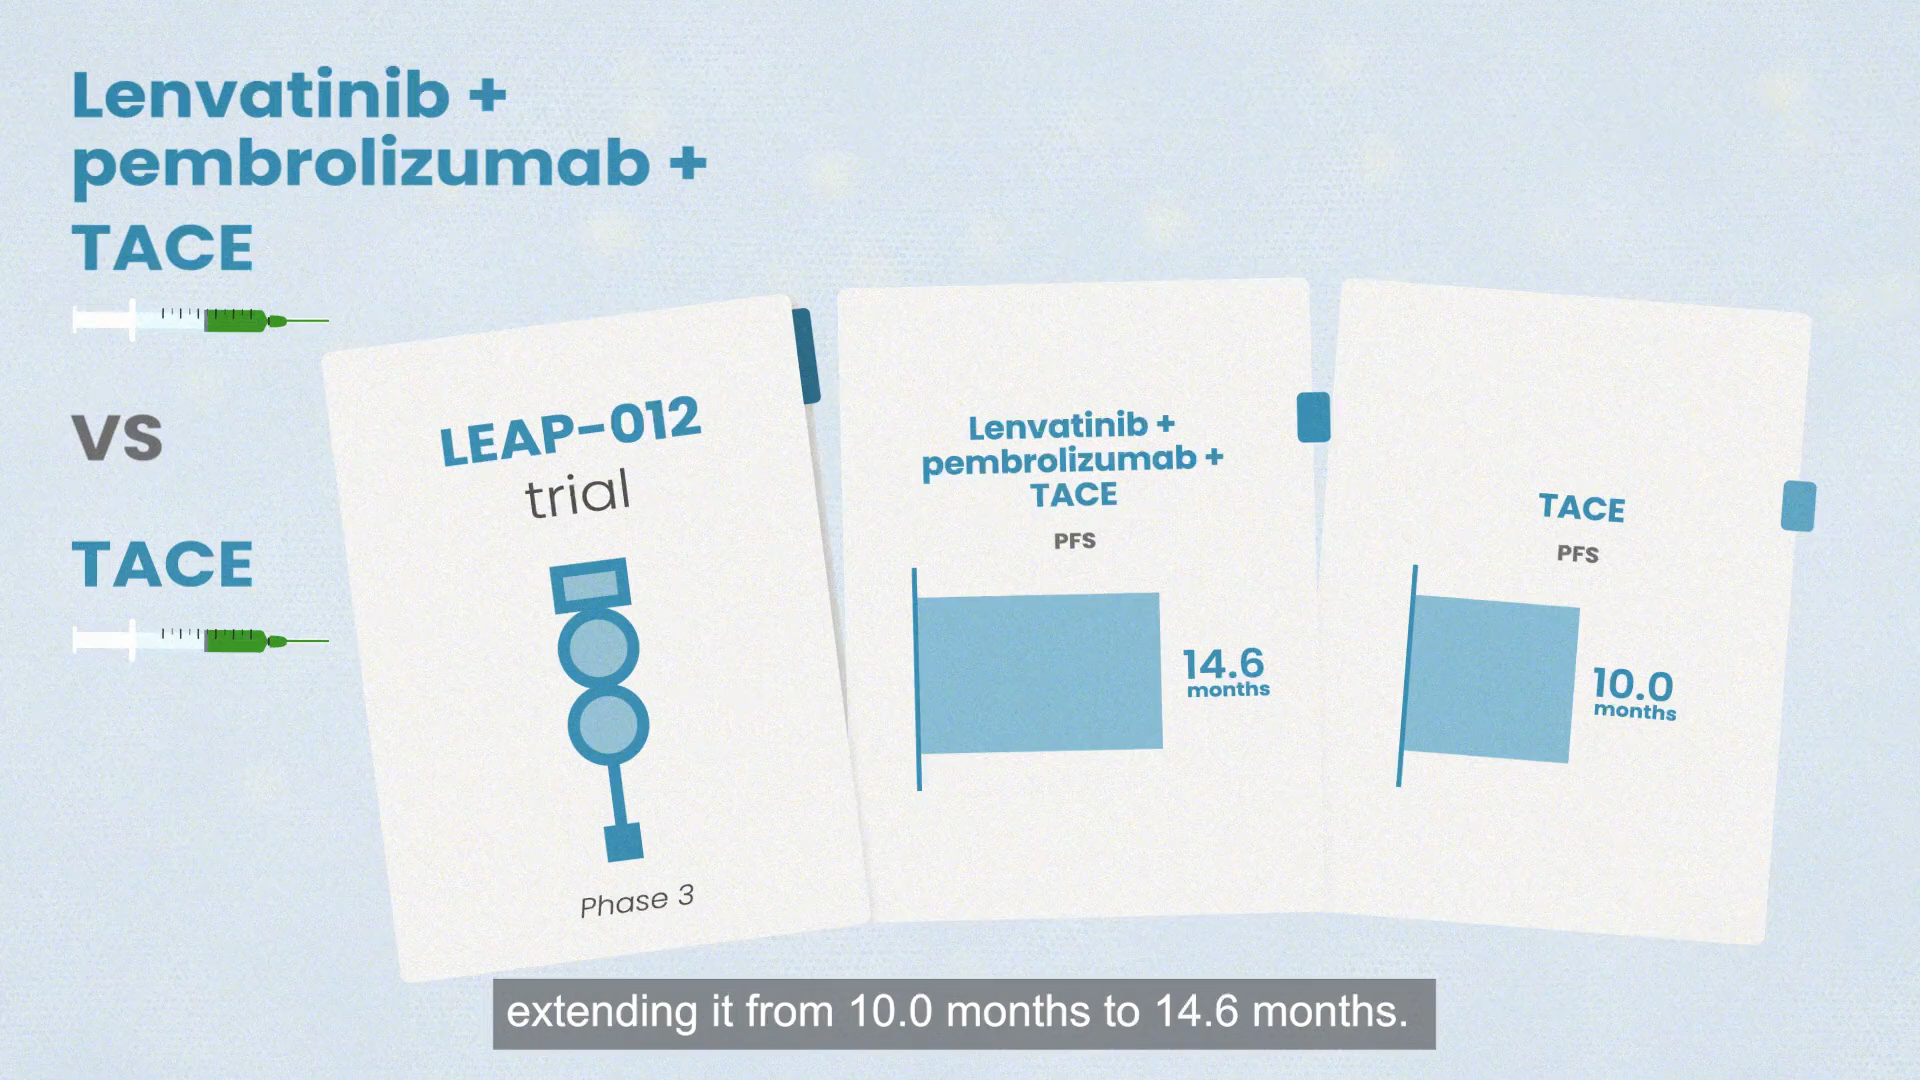 Lenvatinib +
pembrolizumab +
TACE
VS
TACE
LEAP-012
trial
Phase 3
Lenvatinib +
pembrolizumab +
TACE
PFS
14.6
months
TACE
PFS
10.0
months
extending it from 10.0 months to 14.6 months.